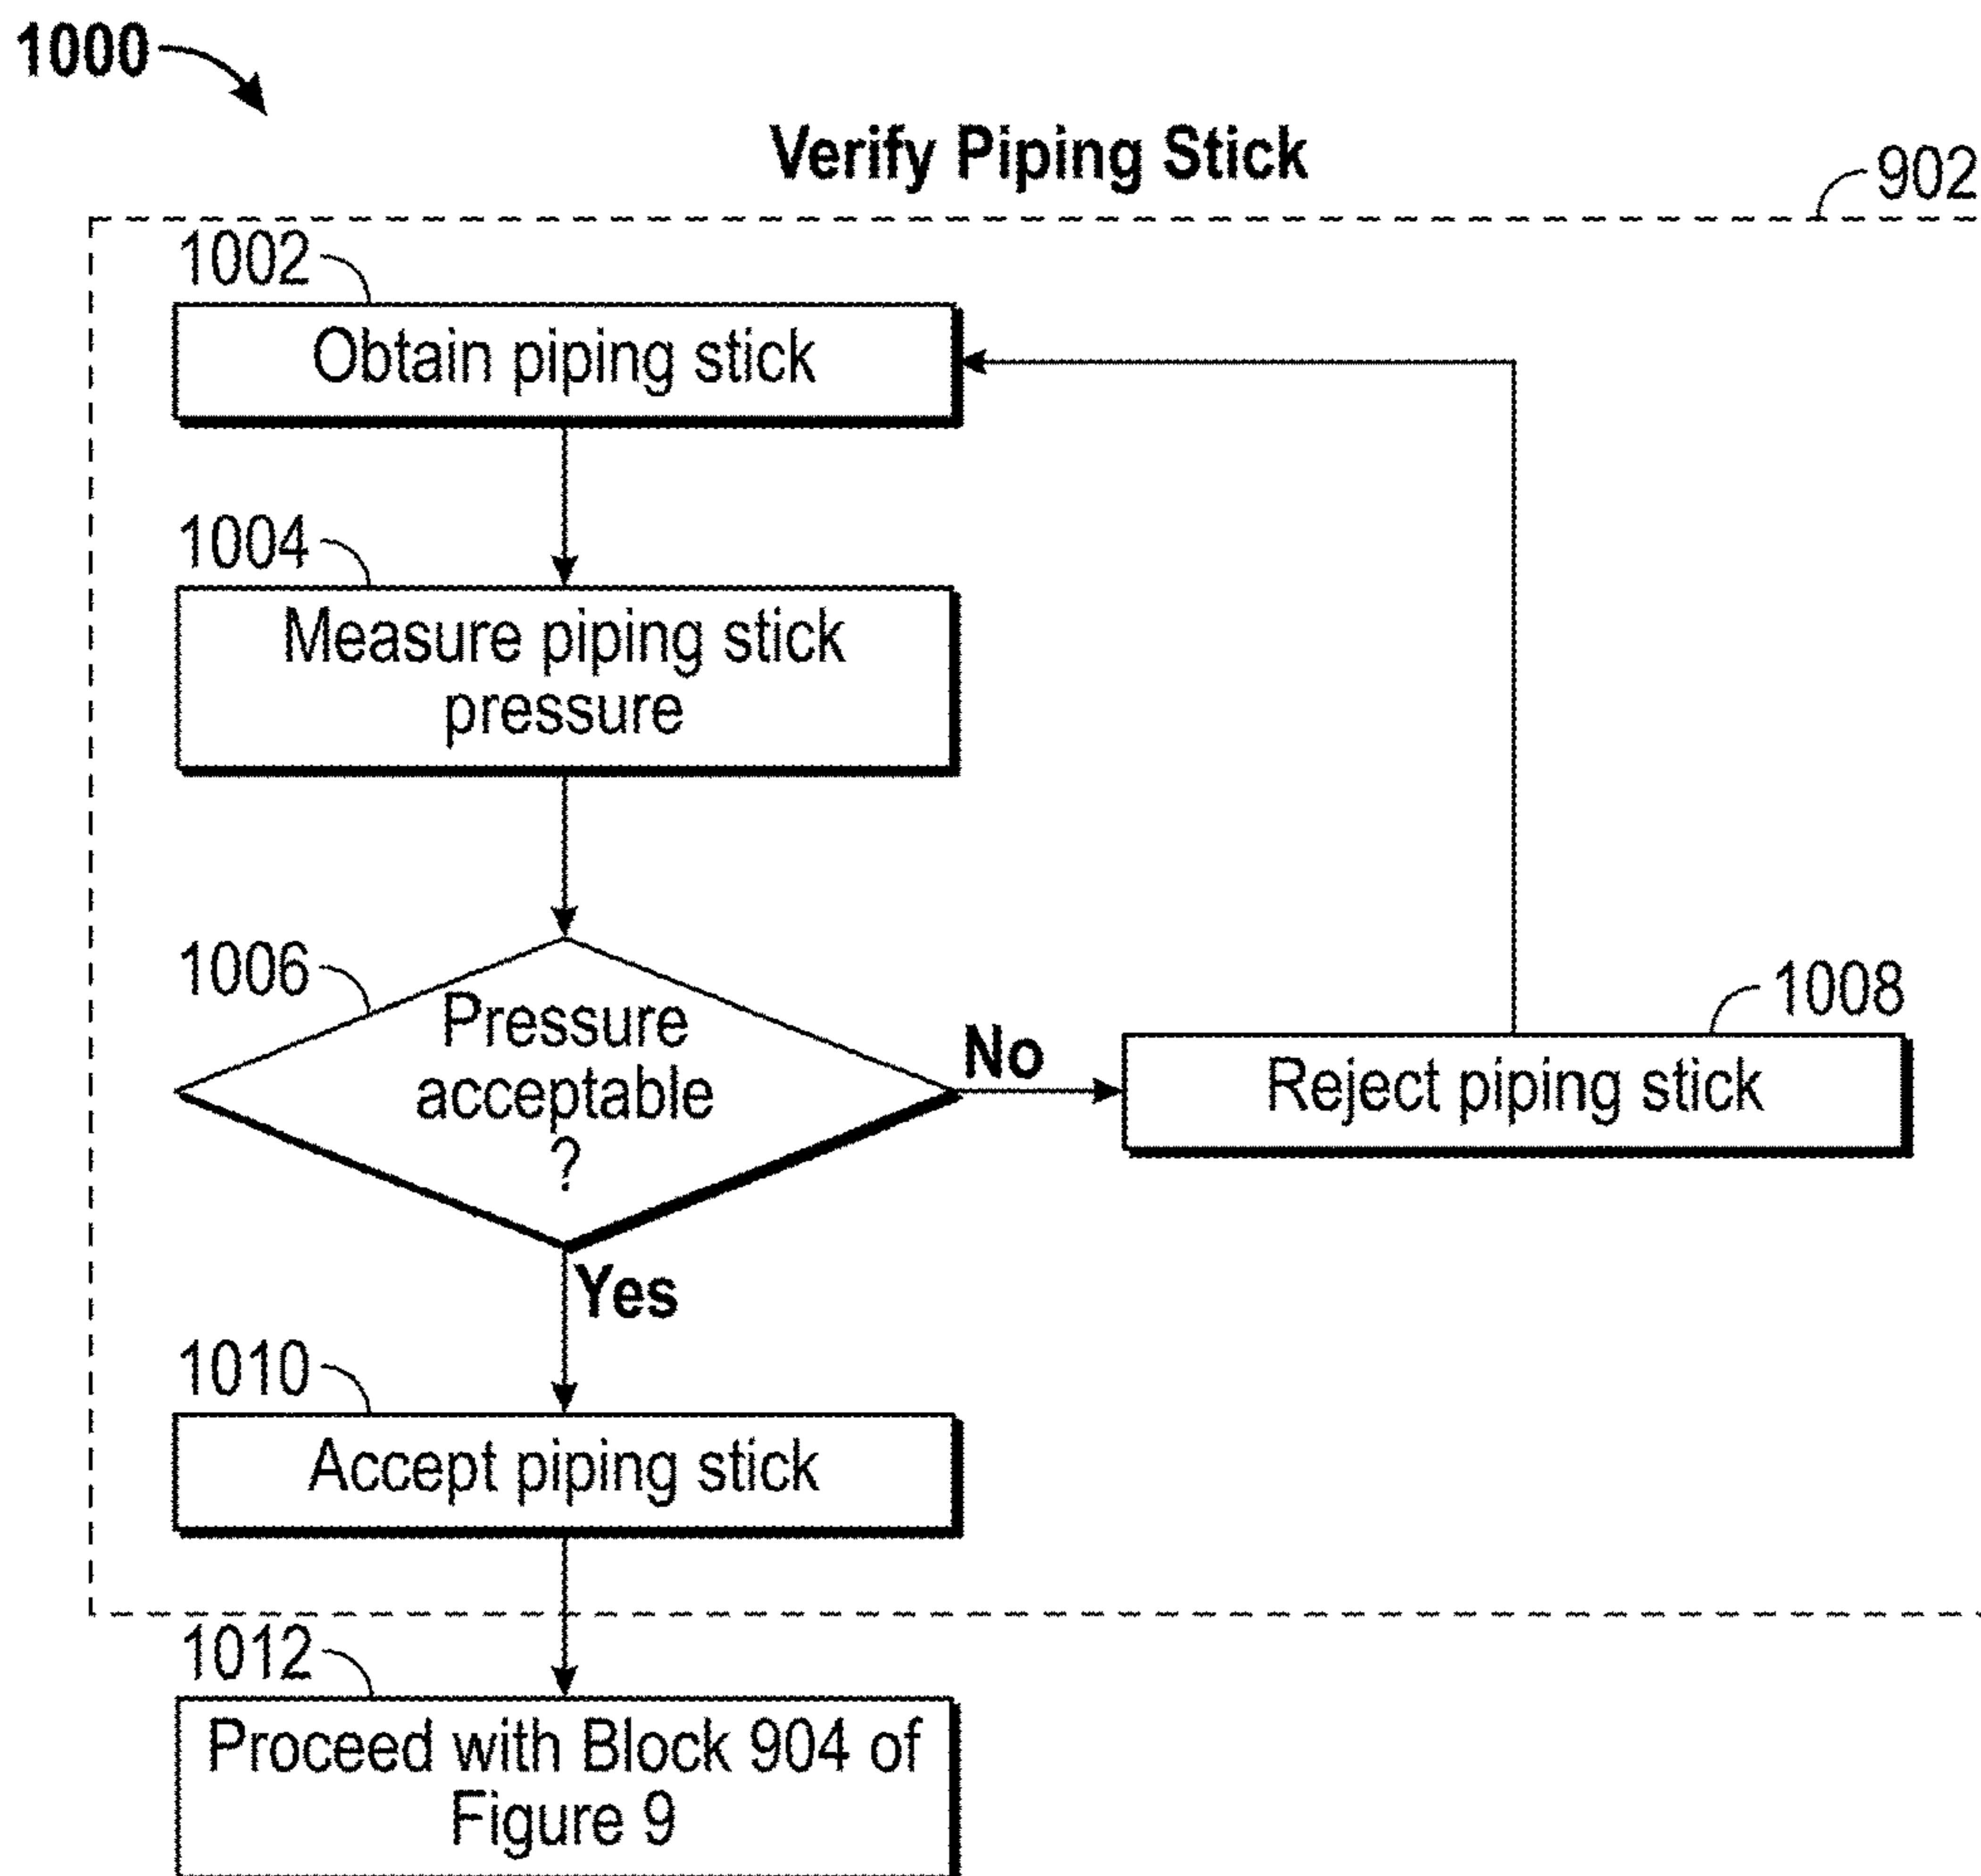 1000
Verify Piping Stick
902
1002
Obtain piping stick
1004
Measure piping stick
pressure
1006
Pressure
acceptable
?
No
1008
Reject piping stick
Yes
1010
Accept piping stick
1012
Proceed with Block 904 of
Figure 9